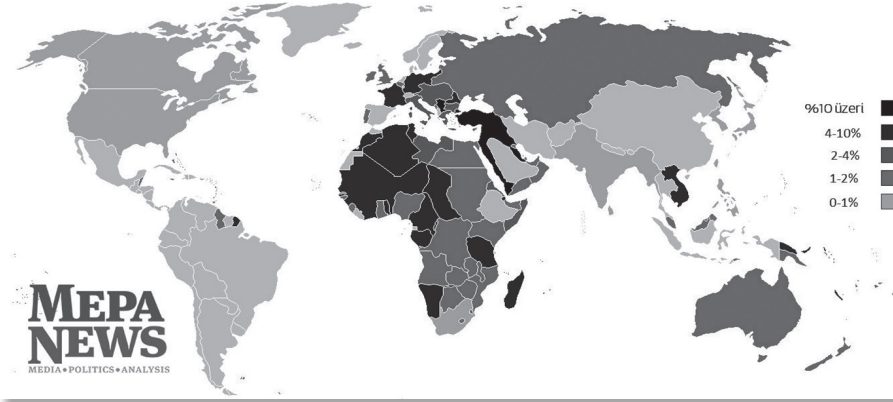 %10 üzeri
4-10%
2-4%
1-2%
0-1%
MEPA
NEWS
MEDIA•POLITICS•ANALYSIS